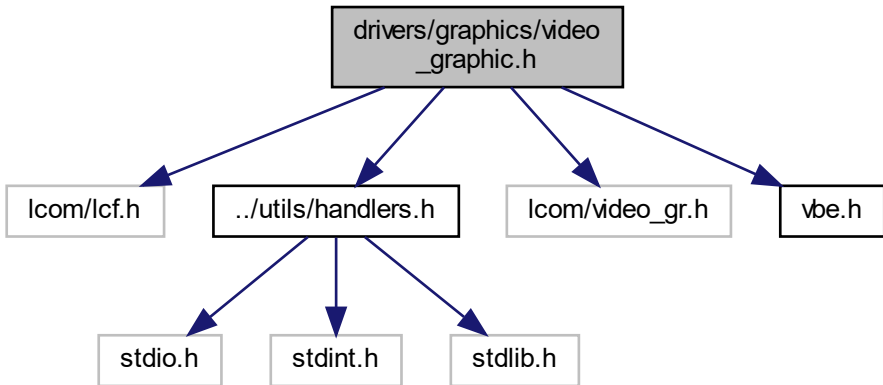 drivers/graphics/video
_graphic.h
lcom/lcf.h
../utils/handlers.h
lcom/video_gr.h
vbe.h
stdio.h
stdint.h
stdlib.h